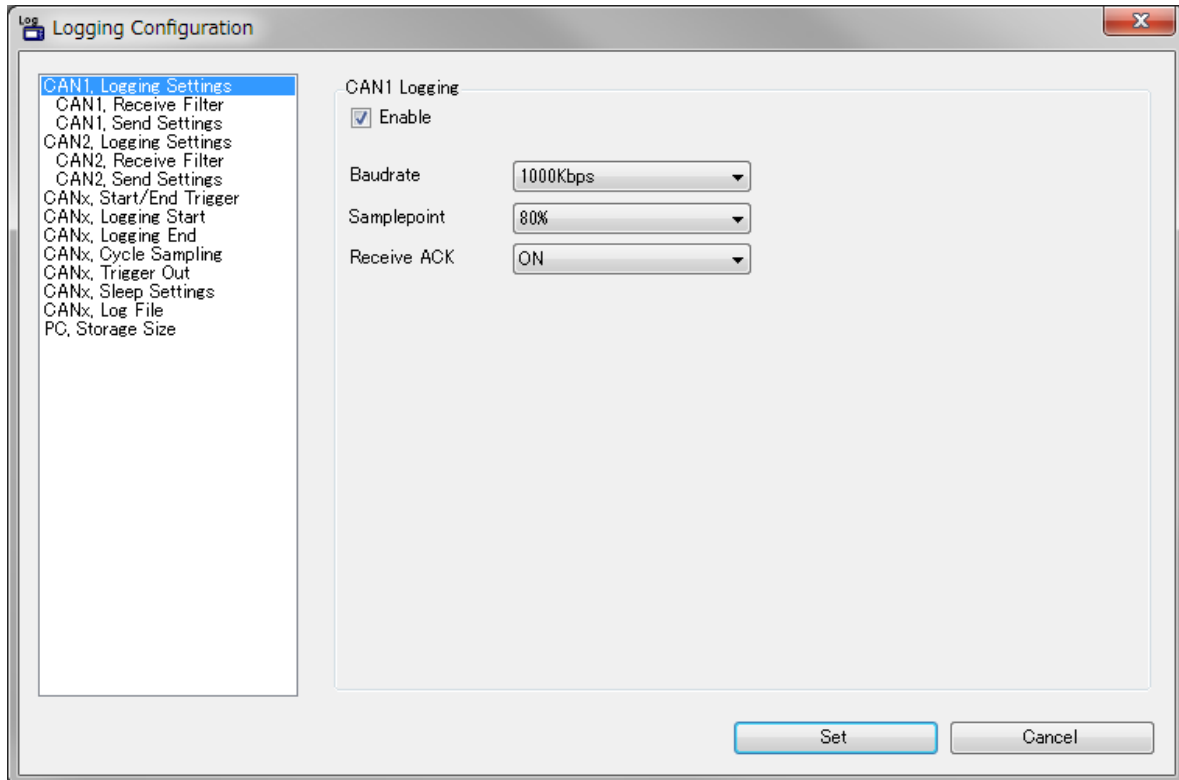 Log
Logging Configuration
CAN1, Logging Settings
CAN1, Receive Filter
CAN1, Send Settings
CAN2, Logging Settings
CAN2, Receive Filter
CAN2, Send Settings
CANx, Start/End Trigger
CANx, Logging Start
CANx, Logging End
CANx, Cycle Sampling
CANx, Trigger Out
CANx, Sleep Settings
CANx, Log File
PC, Storage Size
CAN1 Logging
Enable
Baudrate 1000Kbps
Samplepoint 80%
Receive ACK ON
Set Cancel